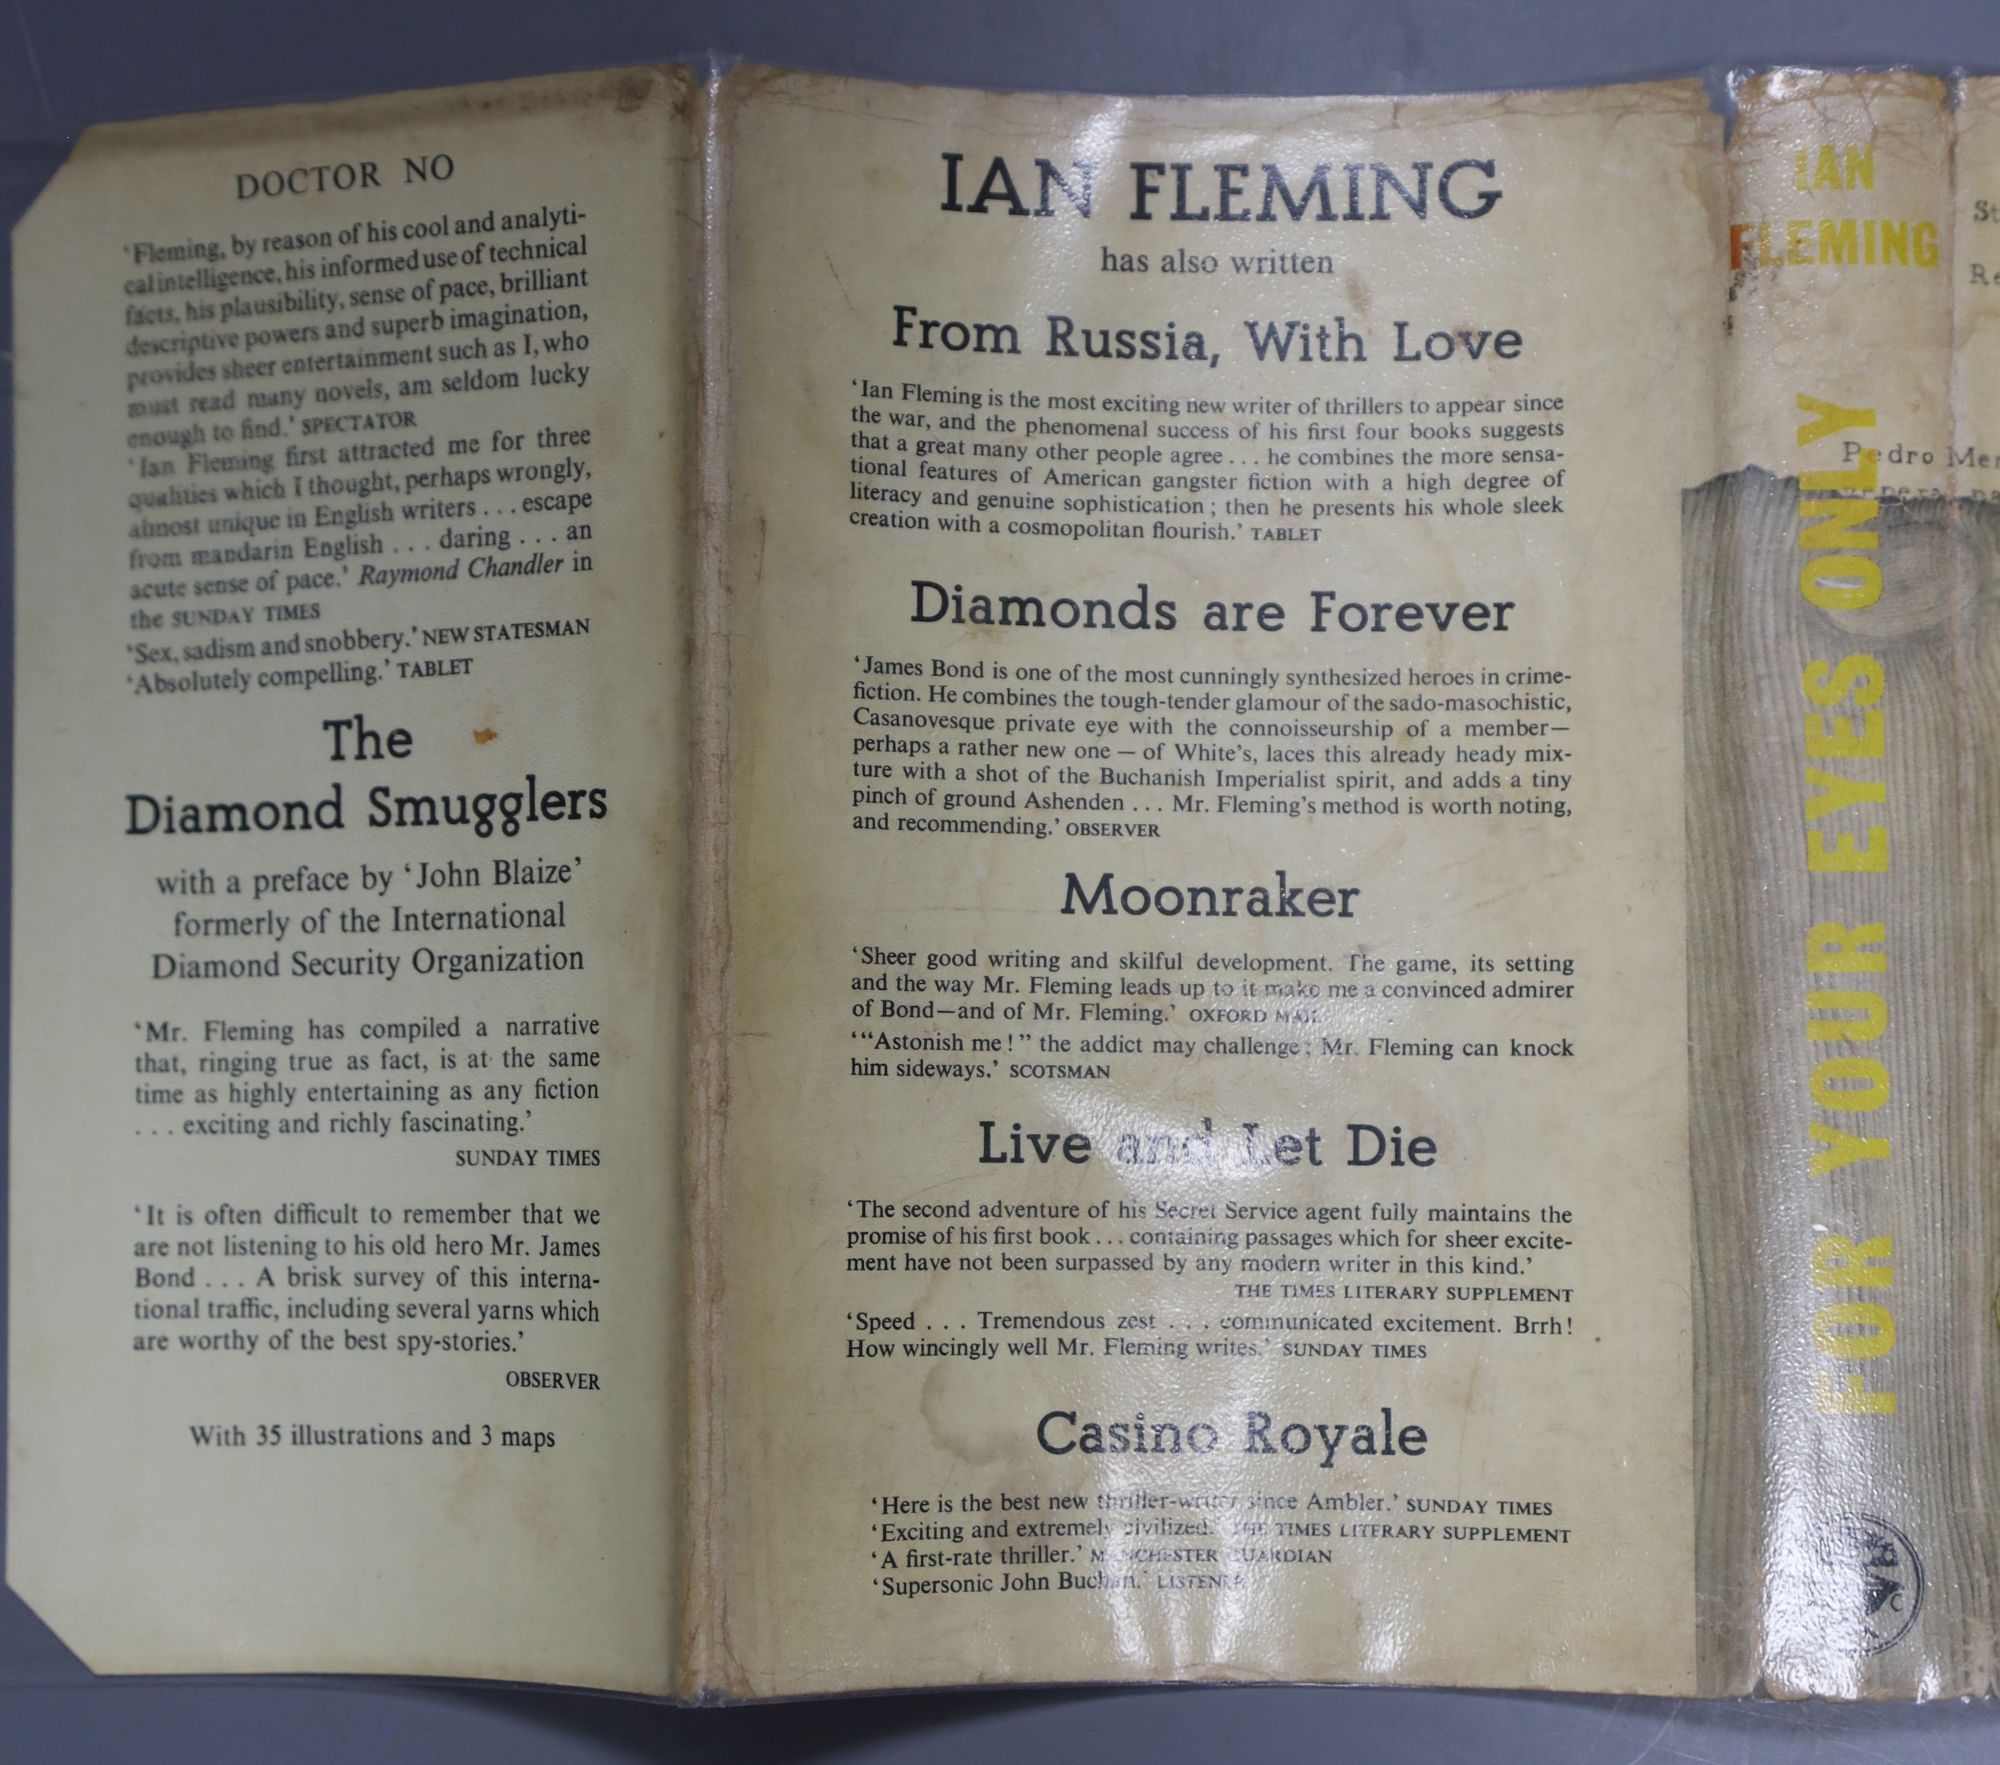 DOCTOR NO
‘Fleming, by reason of his cool and analyti-
cal intelligence, his informed use of technical
facts, his plausibility, sense of pace, brilliant
descriptive powers and superb imagination,
provides sheer entertainment such as I, who
must read many novels, am seldom lucky
enough to find.’ SPECTATOR
‘Ian Fleming first attracted me for three
qualities which I thought, perhaps wrongly,
almost unique in English writers . . . escape
from mandarin English . . . daring . . . an
acute sense of pace.’ Raymond Chandler in
the SUNDAY TIMES
‘Sex, sadism and snobbery.’ NEW STATESMAN
‘Absolutely compelling.’ TABLET
The
Diamond Smugglers
with a preface by ‘John Blaize’
formerly of the International
Diamond Security Organization
‘Mr. Fleming has compiled a narrative
that, ringing true as fact, is at the same
time as highly entertaining as any fiction
. . . exciting and richly fascinating.’
SUNDAY TIMES
‘It is often difficult to remember that we
are not listening to his old hero Mr. James
Bond . . . A brisk survey of this interna-
tional traffic, including several yarns which
are worthy of the best spy-stories.’
OBSERVER
With 35 illustrations and 3 maps
IAN FLEMING
has also written
From Russia, With Love
‘Ian Fleming is the most exciting new writer of thrillers to appear since
the war, and the phenomenal success of his first four books suggests
that a great many other people agree . . . he combines the more sensa-
tional features of American gangster fiction with a high degree of
literacy and genuine sophistication ; then he presents his whole sleek
creation with a cosmopolitan flourish.’ TABLET
Diamonds are Forever
‘James Bond is one of the most cunningly synthesized heroes in crime-
fiction. He combines the tough-tender glamour of the sado-masochistic,
Casanovesque private eye with the connoisseurship of a member—
perhaps a rather new one — of White’s, laces this already heady mix-
ture with a shot of the Buchanish Imperialist spirit, and adds a tiny
pinch of ground Ashenden . . . Mr. Fleming’s method is worth noting,
and recommending.’ OBSERVER
Moonraker
‘Sheer good writing and skilful development. The game, its setting
and the way Mr. Fleming leads up to it make me a convinced admirer
of Bond—and of Mr. Fleming.’ OXFORD MAIL
‘“Astonish me !” the addict may challenge ; Mr. Fleming can knock
him sideways.’ SCOTSMAN
Live and Let Die
‘The second adventure of his Secret Service agent fully maintains the
promise of his first book . . . containing passages which for sheer excite-
ment have not been surpassed by any modern writer in this kind.’
THE TIMES LITERARY SUPPLEMENT
‘Speed . . . Tremendous zest . . . communicated excitement. Brrh !
How wincingly well Mr. Fleming writes.’ SUNDAY TIMES
Casino Royale
‘Here is the best new thriller-writer since Ambler.’ SUNDAY TIMES
‘Exciting and extremely civilized.’ THE TIMES LITERARY SUPPLEMENT
‘A first-rate thriller.’ MANCHESTER GUARDIAN
‘Supersonic John Buchan.’ LISTENER
IAN
FLEMING
FOR YOUR EYES ONLY
St
Re
Pedro Mer